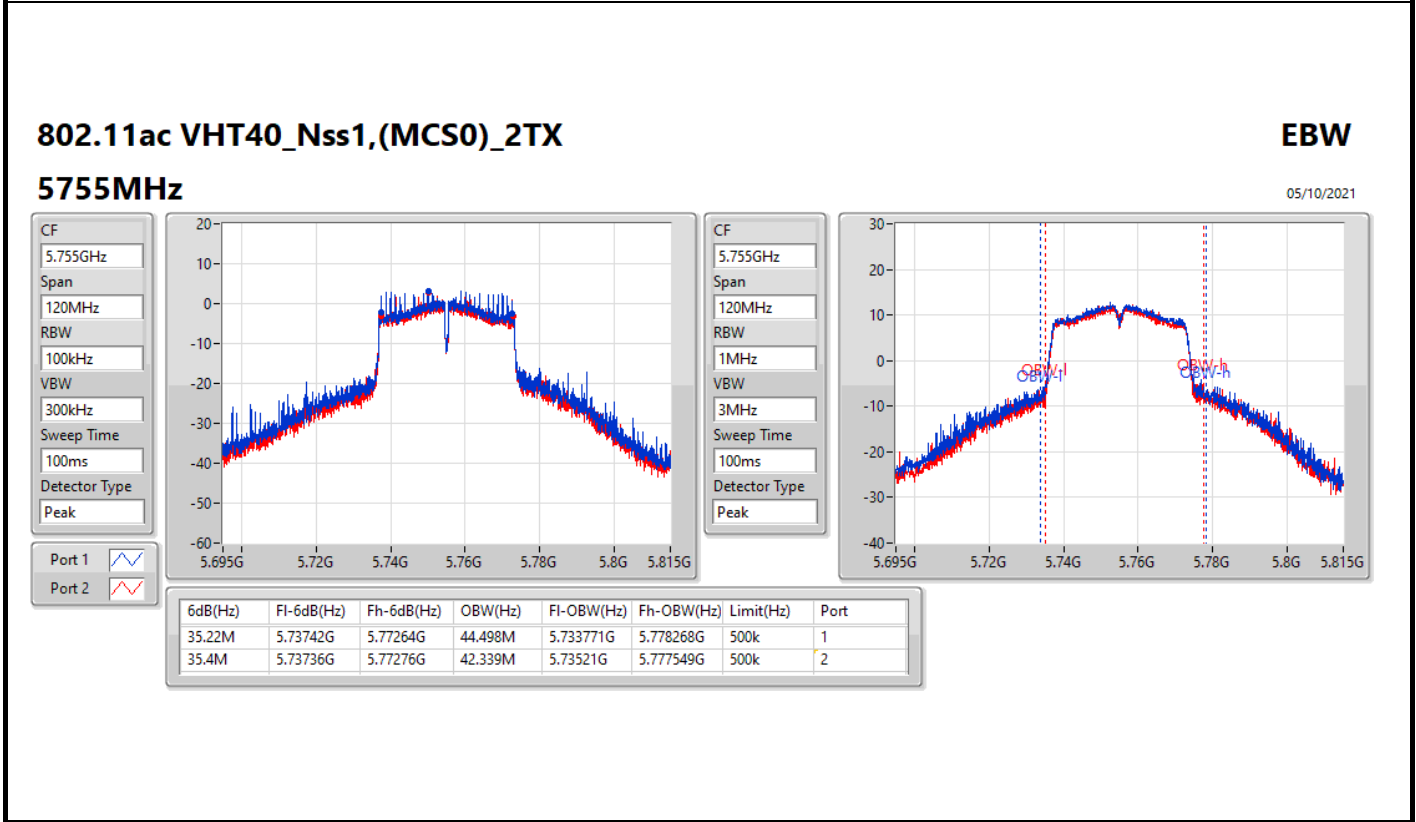 802.11ac VHT40_Nss1,(MCS0)_2TX
EBW
5755MHz
05/10/2021
CF
5.755GHz
Span
120MHz
RBW
100kHz
VBW
300kHz
Sweep Time
100ms
Detector Type
Peak
20
10
0
-10
-20
-30
-40
-50
-60
5.695G 5.72G 5.74G 5.76G 5.78G 5.8G 5.815G
CF
5.755GHz
Span
120MHz
RBW
1MHz
VBW
3MHz
Sweep Time
100ms
Detector Type
Peak
30
20
10
0
-10
-20
-30
-40
OBW-l
OBW-l
OBW-h
OBW-h
5.695G 5.72G 5.74G 5.76G 5.78G 5.8G 5.815G
Port 1
Port 2
6dB(Hz) Fl-6dB(Hz) Fh-6dB(Hz) OBW(Hz) Fl-OBW(Hz) Fh-OBW(Hz) Limit(Hz) Port
35.22M 5.73742G 5.77264G 44.498M 5.733771G 5.778268G 500k 1
35.4M 5.73736G 5.77276G 42.339M 5.73521G 5.777549G 500k 2